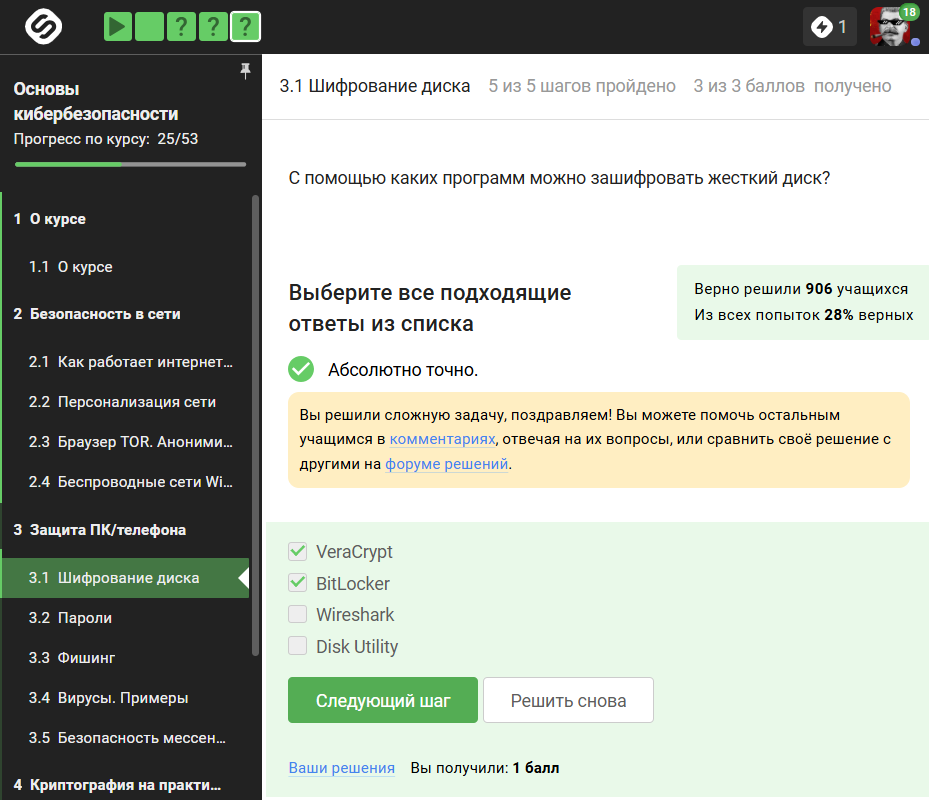 1
18
Основы
кибербезопасности
Прогресс по курсу: 25/53
1 О курсе
1.1 О курсе
2 Безопасность в сети
2.1 Как работает интернет…
2.2 Персонализация сети
2.3 Браузер TOR. Аноними…
2.4 Беспроводные сети Wi…
3 Защита ПК/телефона
3.1 Шифрование диска
3.2 Пароли
3.3 Фишинг
3.4 Вирусы. Примеры
3.5 Безопасность мессен…
4 Криптография на практи…
3.1 Шифрование диска 5 из 5 шагов пройдено 3 из 3 баллов получено
С помощью каких программ можно зашифровать жесткий диск?
Выберите все подходящие
ответы из списка
Верно решили 906 учащихся
Из всех попыток 28% верных
Абсолютно точно.
Вы решили сложную задачу, поздравляем! Вы можете помочь остальным
учащимся в комментариях, отвечая на их вопросы, или сравнить своё решение с
другими на форуме решений.
VeraCrypt
BitLocker
Wireshark
Disk Utility
Следующий шаг
Решить снова
Ваши решения Вы получили: 1 балл